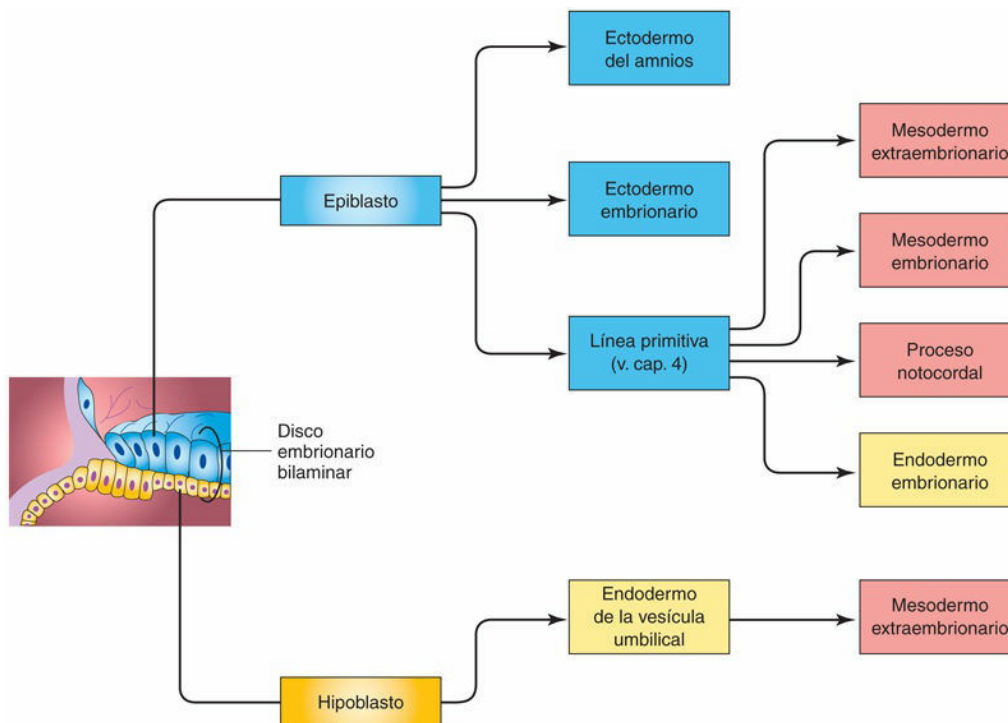 Ectodermo
del amnios
Mesodermo
extraembrionario
Epiblasto
Ectodermo
embrionario
Mesodermo
embrionario
Línea primitiva
(v. cap. 4)
Proceso
notocordal
Disco
embrionario
bilaminar
Endodermo
embrionario
Endodermo
de la vesícula
umbilical
Mesodermo
extraembrionario
Hipoblasto